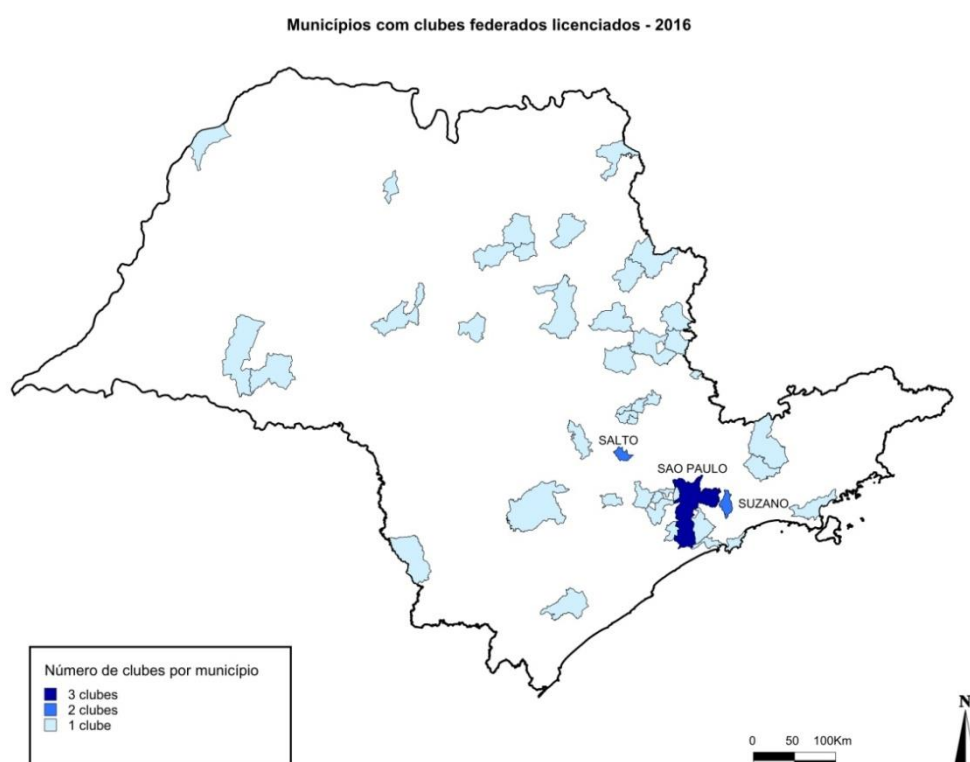 Municípios com clubes federados licenciados - 2016
SALTO
SAO PAULO
SUZANO
Número de clubes por município
3 clubes
2 clubes
1 clube
N
0 50 100Km